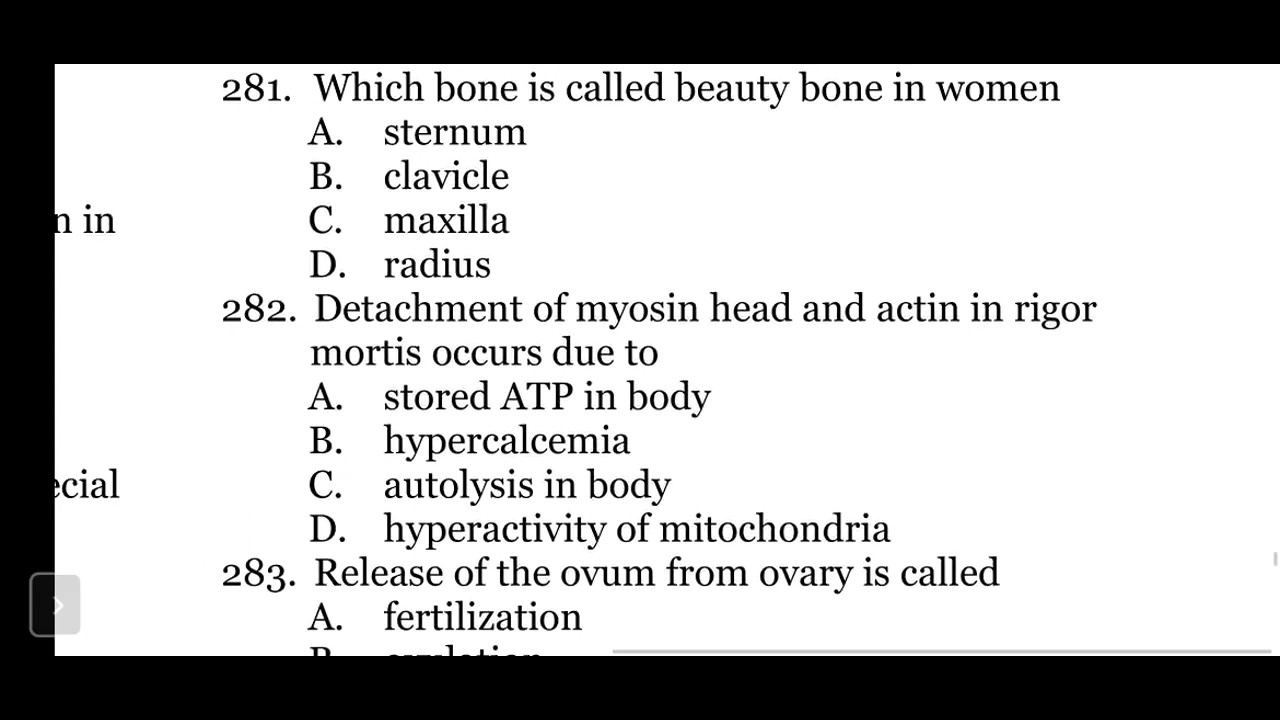 281. Which bone is called beauty bone in women
A. sternum
B. clavicle
n in
C. maxilla
D. radius
282. Detachment of myosin head and actin in rigor
mortis occurs due to
A. stored ATP in body
B. hypercalcemia
ecial
C. autolysis in body
D. hyperactivity of mitochondria
283. Release of the ovum from ovary is called
A. fertilization
B. ovulation